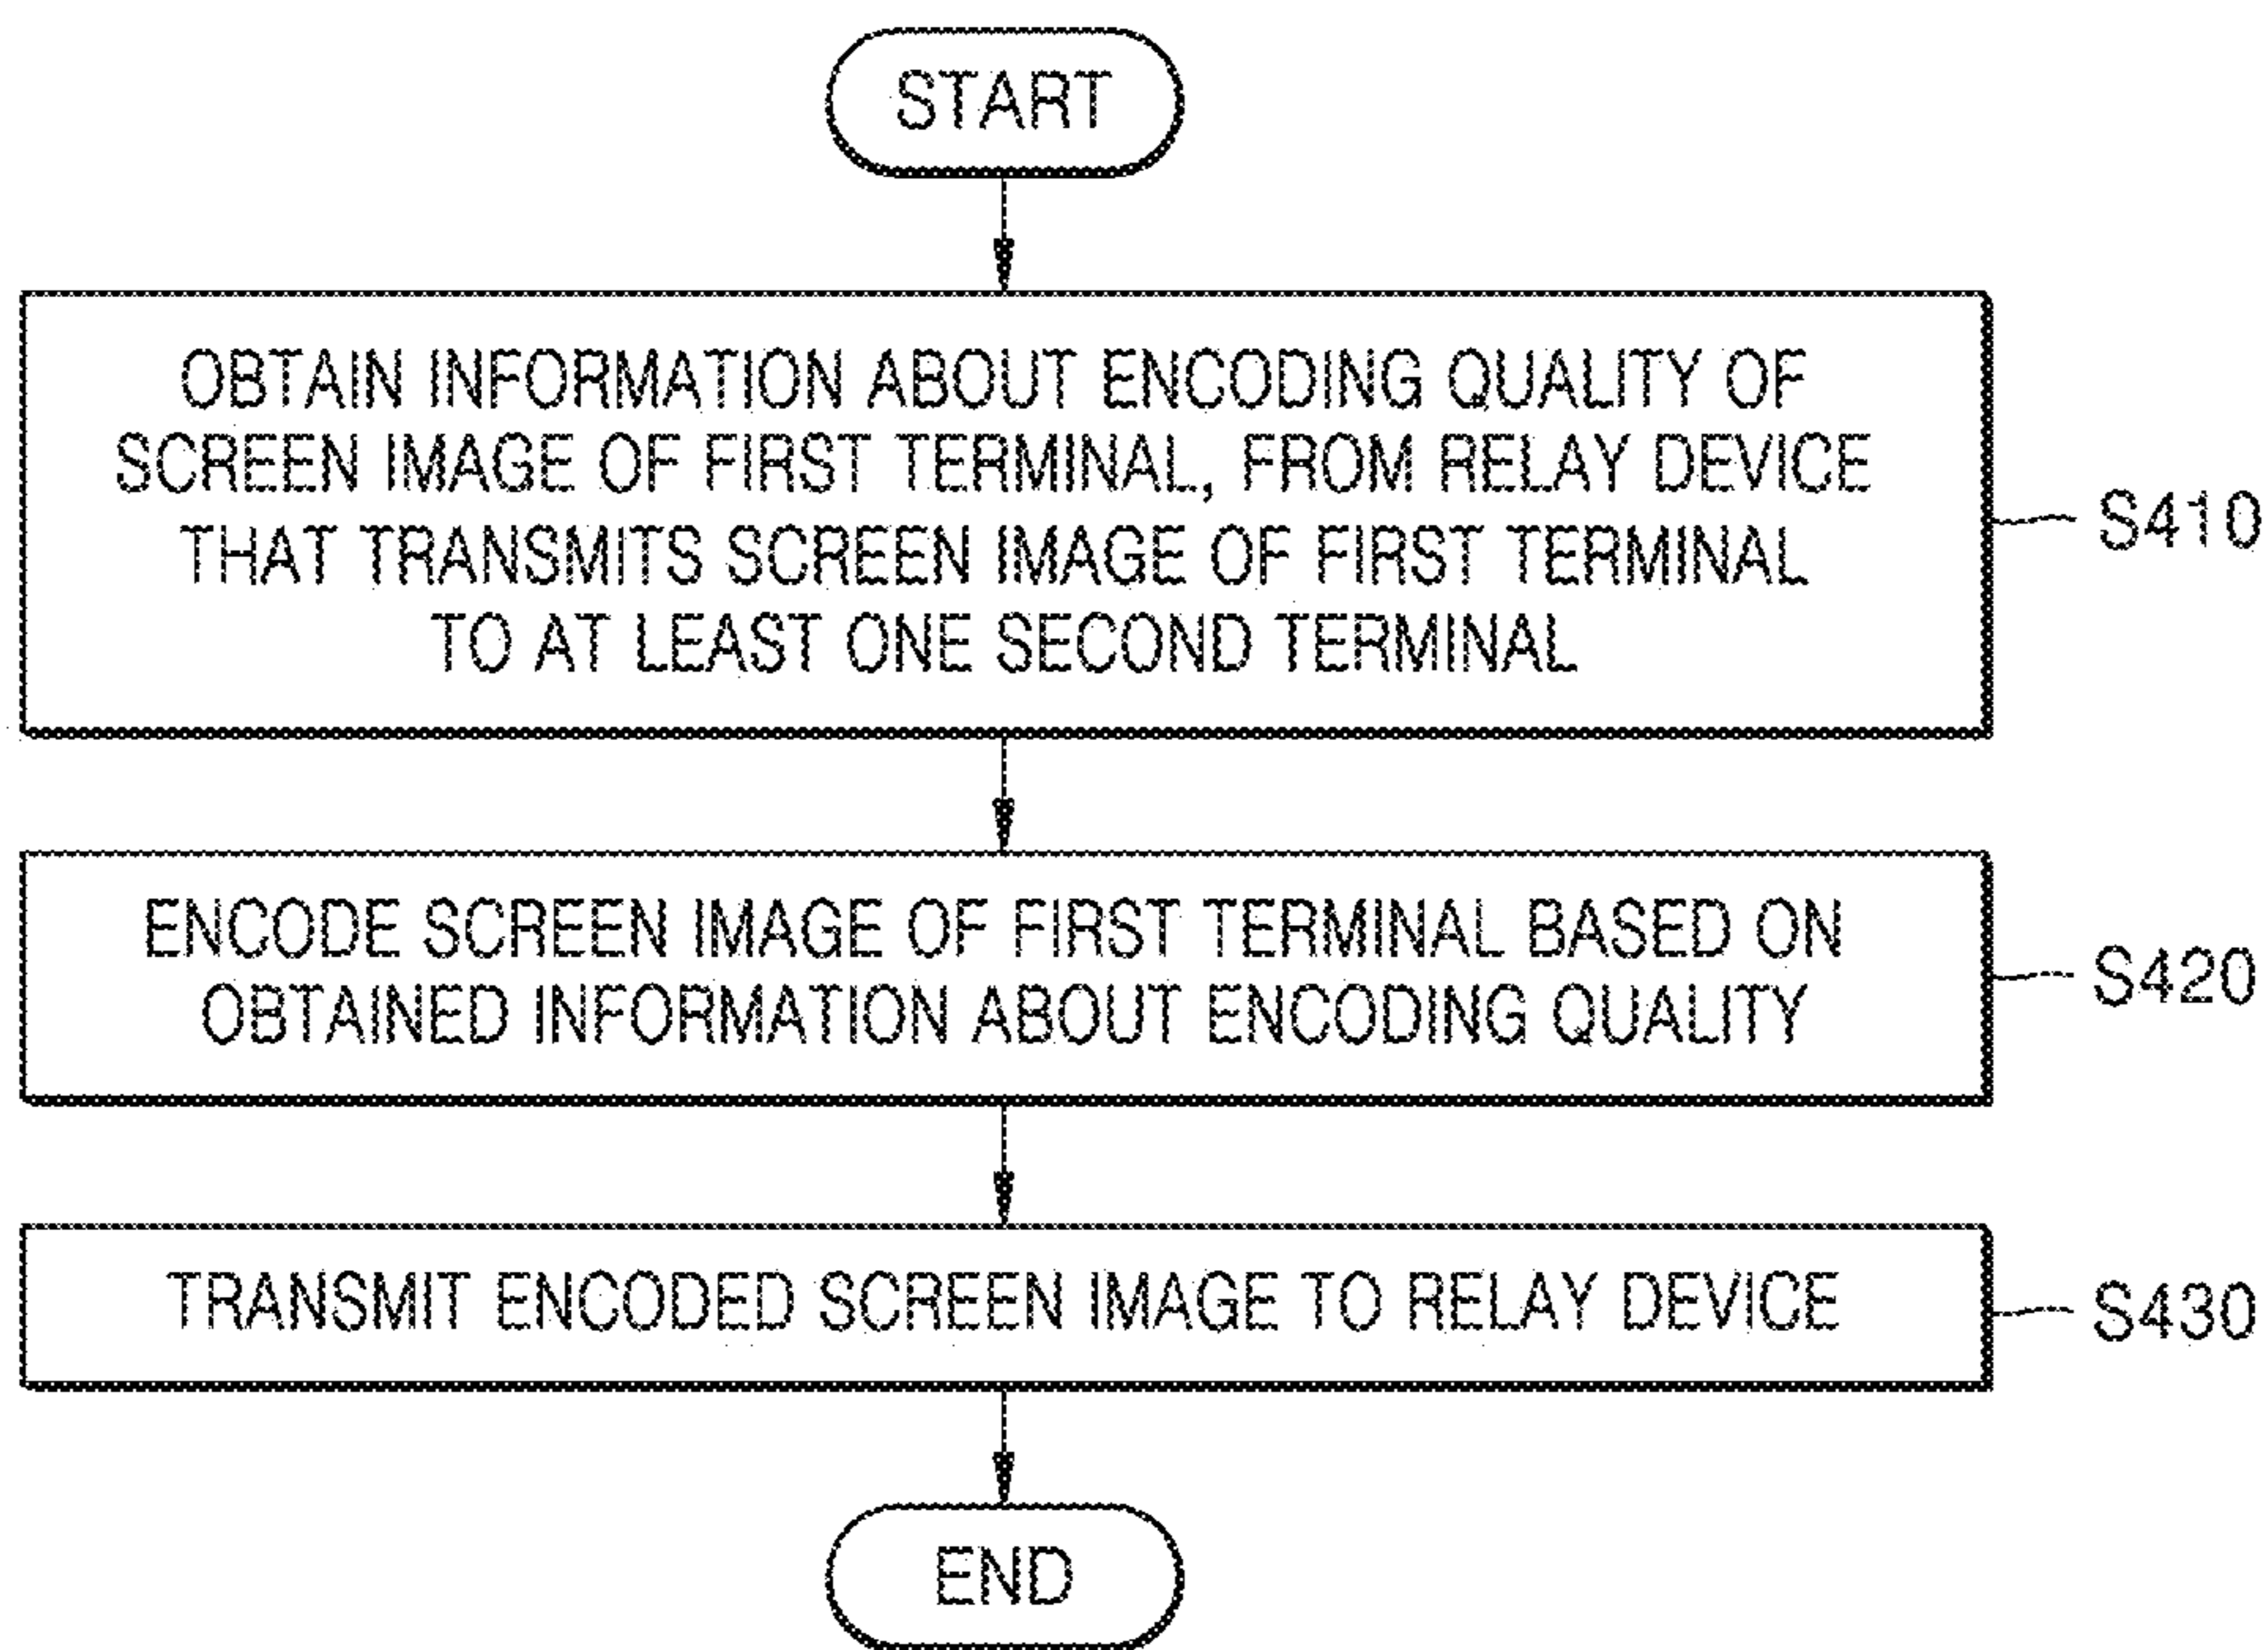 START
OBTAIN INFORMATION ABOUT ENCODING QUALITY OF
SCREEN IMAGE OF FIRST TERMINAL, FROM RELAY DEVICE
THAT TRANSMITS SCREEN IMAGE OF FIRST TERMINAL
TO AT LEAST ONE SECOND TERMINAL
S410
ENCODE SCREEN IMAGE OF FIRST TERMINAL BASED ON
OBTAINED INFORMATION ABOUT ENCODING QUALITY
S420
TRANSMIT ENCODED SCREEN IMAGE TO RELAY DEVICE
S430
END